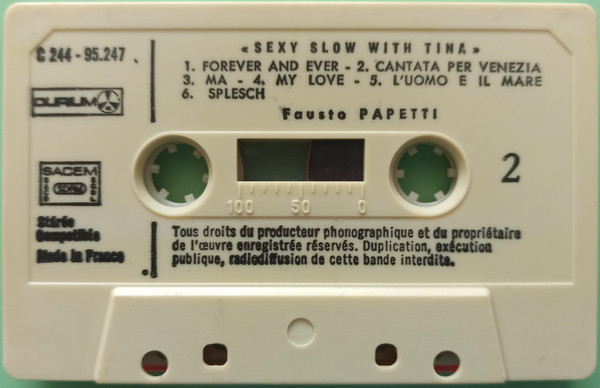 C 244 - 95.247
« SEXY SLOW WITH TINA »
1. FOREVER AND EVER - 2. CANTATA PER VENEZIA
3. MA - 4. MY LOVE - 5. L'UOMO E IL MARE
6. SPLESCH
Fausto PAPETTI
DURIUM
SACEM
SDRM
2
100 50 0
Stéréo
Compatible
Made in France
Tous droits du producteur phonographique et du propriétaire
de l'œuvre enregistrée réservés. Duplication, exécution
publique, radiodiffusion de cette bande interdite.